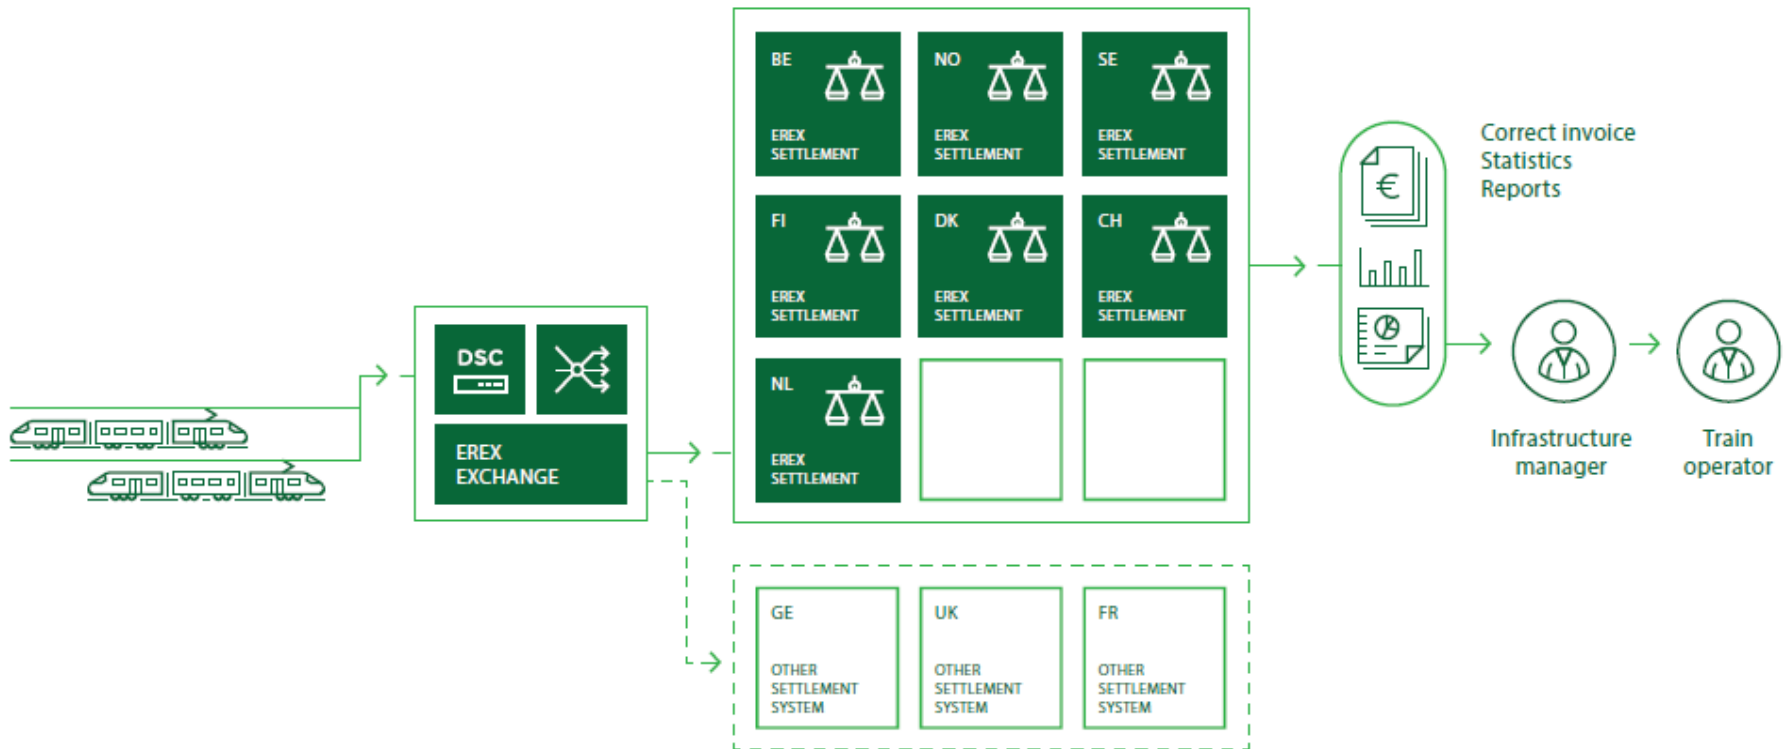 BE
EREX
SETTLEMENT
NO
EREX
SETTLEMENT
SE
EREX
SETTLEMENT
FI
EREX
SETTLEMENT
DK
EREX
SETTLEMENT
CH
EREX
SETTLEMENT
NL
EREX
SETTLEMENT
DSC
EREX
EXCHANGE
GE
OTHER
SETTLEMENT
SYSTEM
UK
OTHER
SETTLEMENT
SYSTEM
FR
OTHER
SETTLEMENT
SYSTEM
Correct invoice
Statistics
Reports
€
Infrastructure
manager
Train
operator